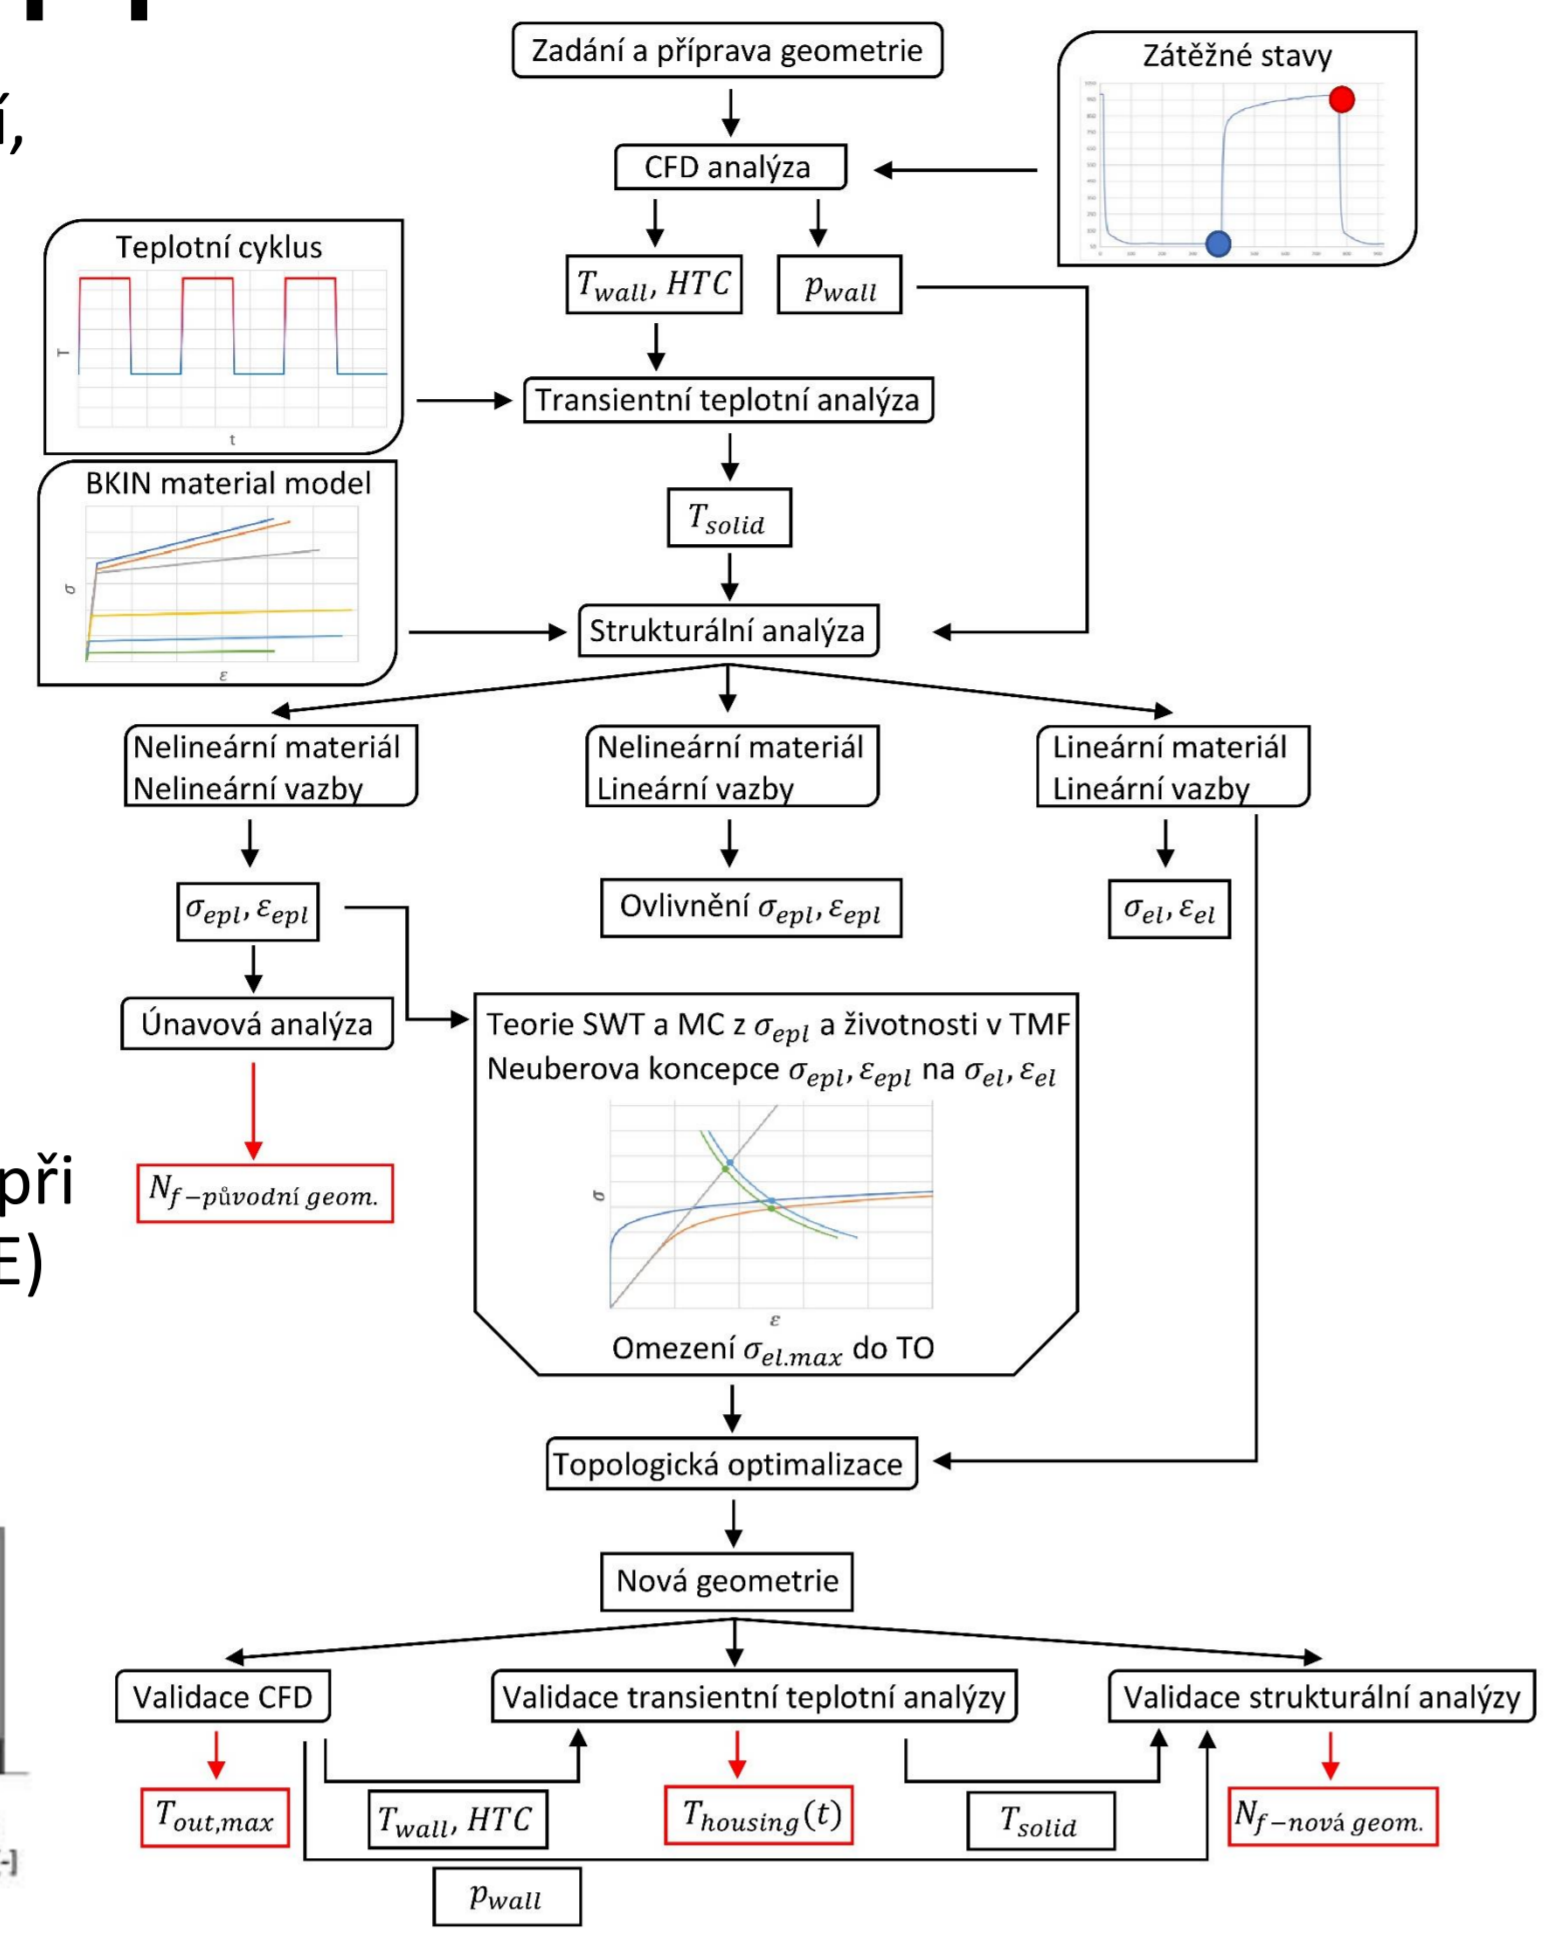 Zadání a příprava geometrie
Zátěžné stavy
í,
CFD analýza
Teplotní cyklus
T
t
T_wall, HTC
p_wall
Transientní teplotní analýza
BKIN material model
σ
ε
T_solid
Strukturální analýza
Nelineární materiál
Nelineární vazby
Nelineární materiál
Lineární vazby
Lineární materiál
Lineární vazby
σ_epl, ε_epl
Ovlivnění σ_epl, ε_epl
σ_el, ε_el
Únavová analýza
Teorie SWT a MC z σ_epl a životnosti v TMF
Neuberova koncepce σ_epl, ε_epl na σ_el, ε_el
σ
ε
Omezení σ_el.max do TO
při
E)
N_f−původní geom.
Topologická optimalizace
Nová geometrie
Validace CFD
Validace transientní teplotní analýzy
Validace strukturální analýzy
T_out,max
T_wall, HTC
T_housing(t)
T_solid
N_f−nová geom.
p_wall
-]